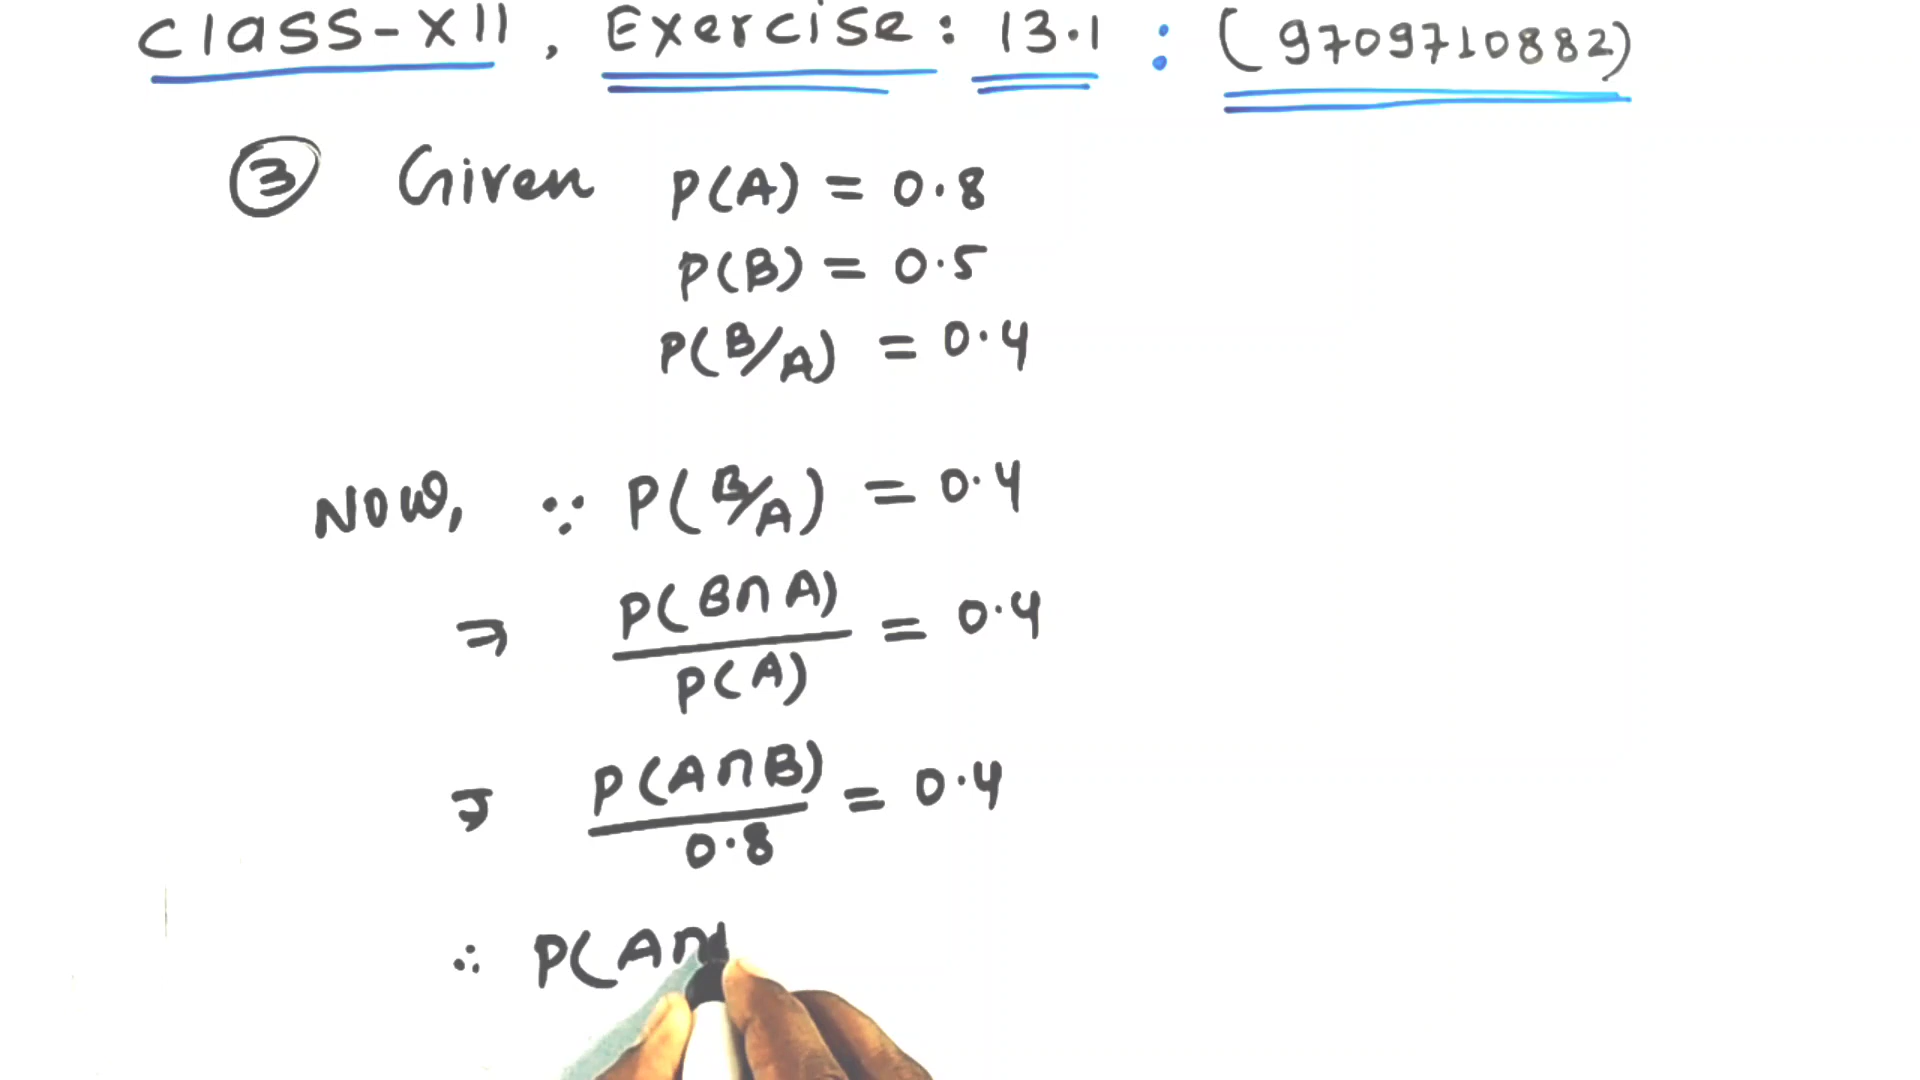 Class-XII, Exercise: 13.1 : (9709710882)
③ Given P(A) = 0.8
P(B) = 0.5
P(B/A) = 0.4
Now, ∵ P(B/A) = 0.4
⇒ P(B∩A)/P(A) = 0.4
⇒ P(A∩B)/0.8 = 0.4
∴ P(A∩